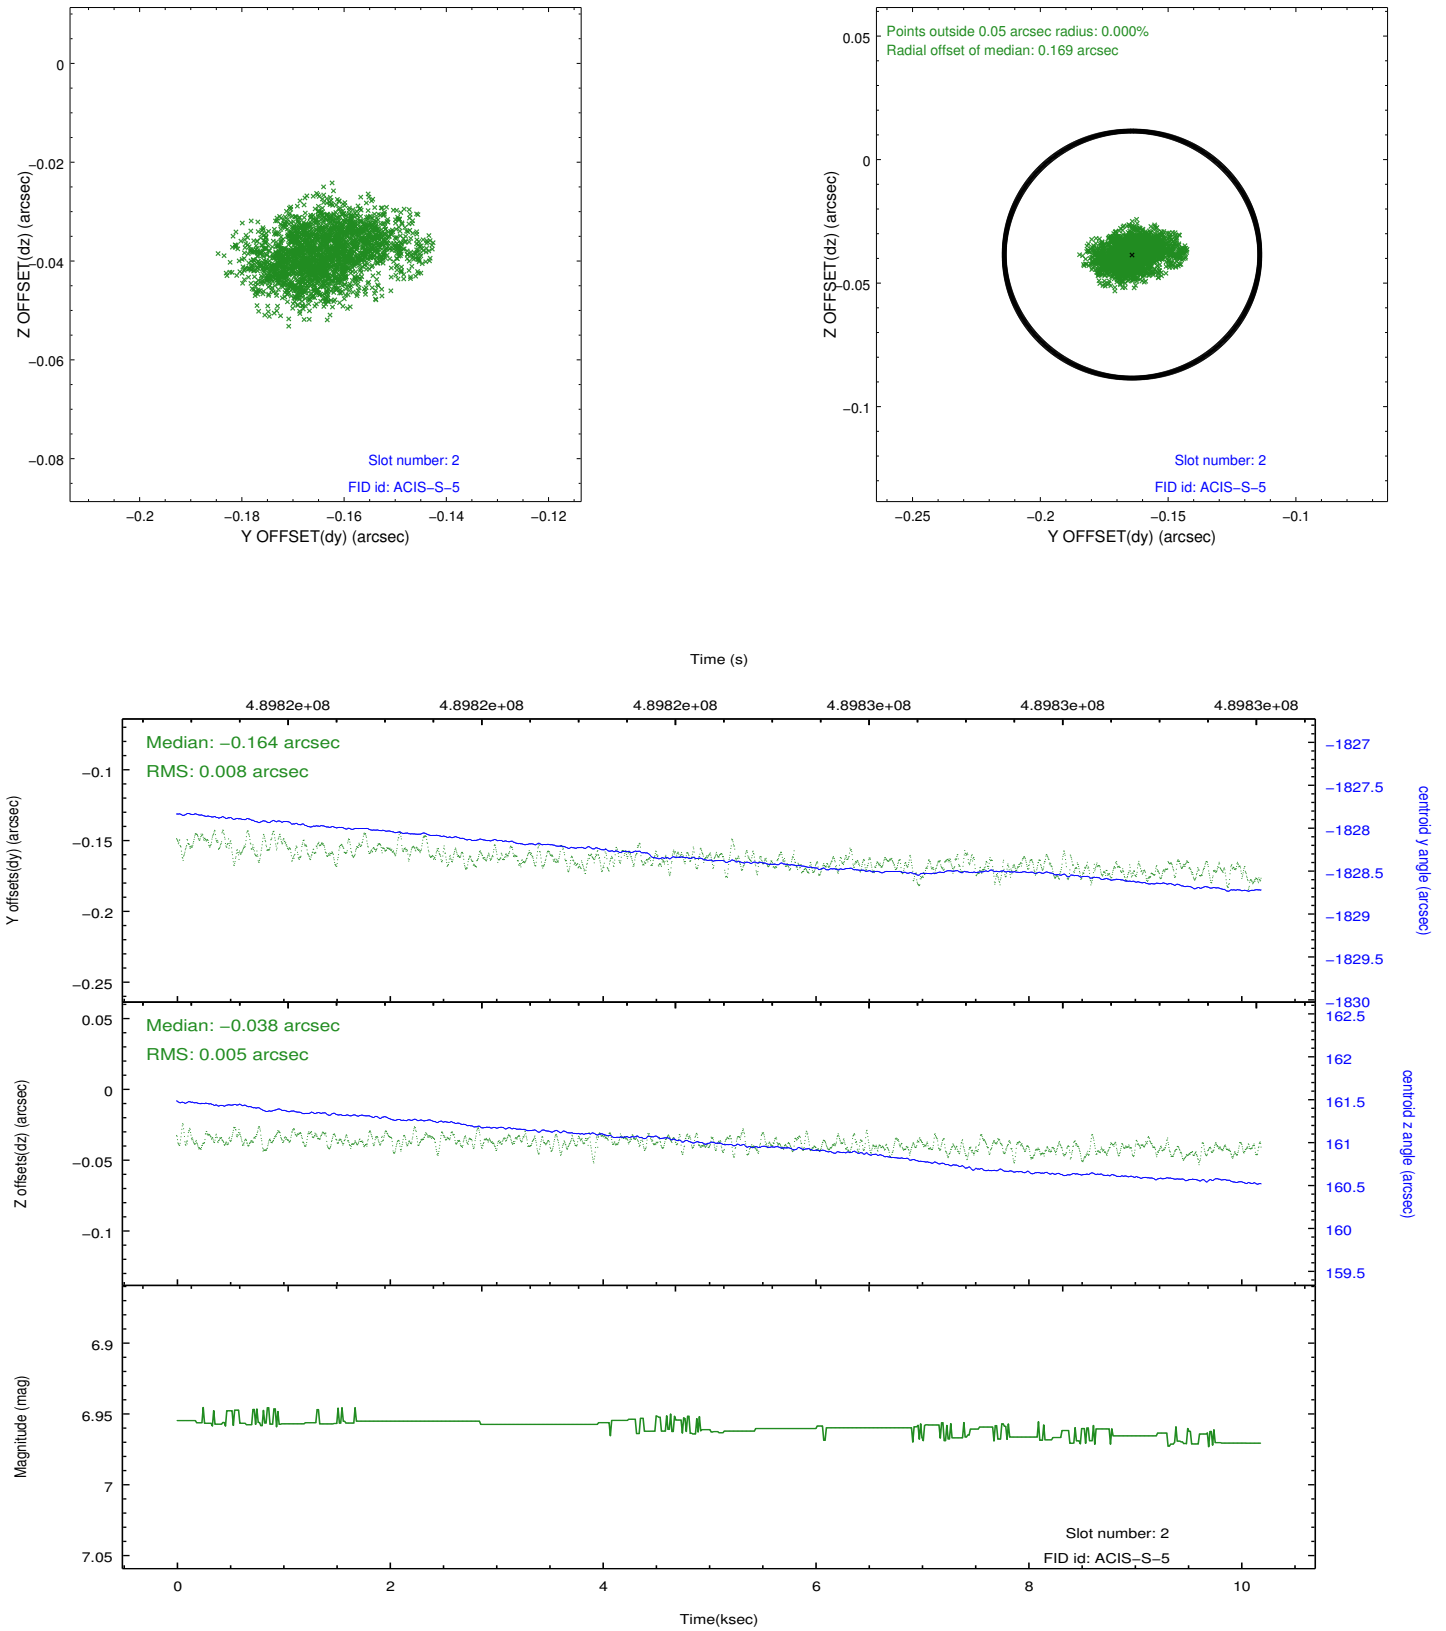 0
−0.02
−0.04
−0.06
−0.08
Z OFFSET(dz) (arcsec)
Slot number: 2
FID id: ACIS−S−5
−0.2
−0.18
−0.16
−0.14
−0.12
Y OFFSET(dy) (arcsec)
Points outside 0.05 arcsec radius: 0.000%
Radial offset of median: 0.169 arcsec
0.05
0
−0.05
−0.1
Z OFFSET(dz) (arcsec)
Slot number: 2
FID id: ACIS−S−5
−0.25
−0.2
−0.15
−0.1
Y OFFSET(dy) (arcsec)
Time (s)
4.8982e+08
4.8982e+08
4.8982e+08
4.8983e+08
4.8983e+08
4.8983e+08
Median: −0.164 arcsec
RMS: 0.008 arcsec
−0.1
−0.15
−0.2
−0.25
Y offsets(dy) (arcsec)
−1827
−1827.5
−1828
−1828.5
−1829
−1829.5
−1830
centroid y angle (arcsec)
Median: −0.038 arcsec
RMS: 0.005 arcsec
0.05
0
−0.05
−0.1
Z offsets(dz) (arcsec)
162.5
162
161.5
161
160.5
160
159.5
centroid z angle (arcsec)
6.9
6.95
7
7.05
Magnitude (mag)
Slot number: 2
FID id: ACIS−S−5
0
2
4
6
8
10
Time(ksec)